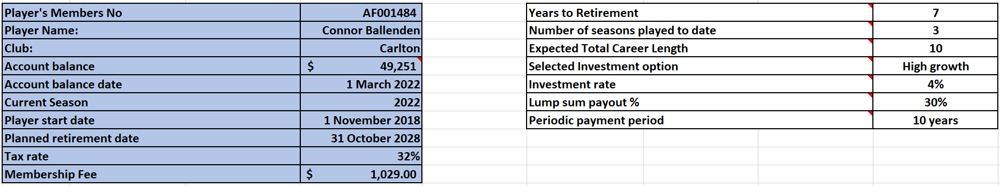 Player's Members No AF001484
Player Name: Connor Ballenden
Club: Carlton
Account balance $ 49,251
Account balance date 1 March 2022
Current Season 2022
Player start date 1 November 2018
Planned retirement date 31 October 2028
Tax rate 32%
Membership Fee $ 1,029.00
Years to Retirement 7
Number of seasons played to date 3
Expected Total Career Length 10
Selected Investment option High growth
Investment rate 4%
Lump sum payout % 30%
Periodic payment period 10 years